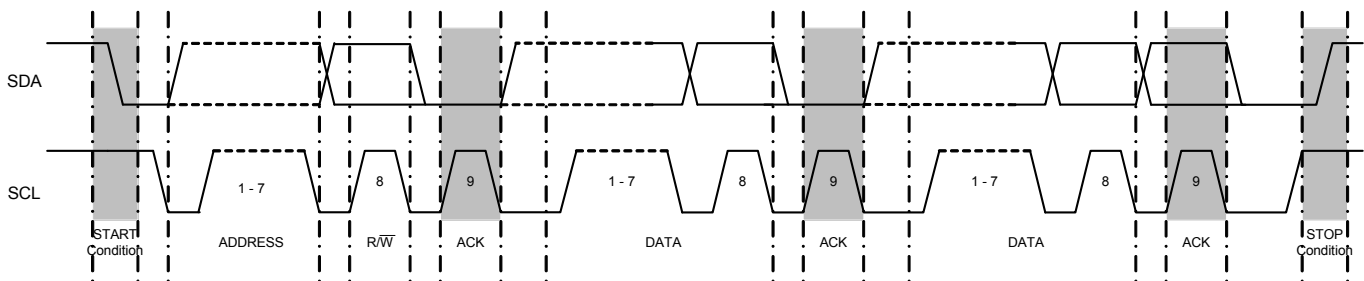 SDA
SCL
1 - 7
8
9
1 - 7
8
9
1 - 7
8
9
START
Condition
ADDRESS
R/W̅
ACK
DATA
ACK
DATA
ACK
STOP
Condition